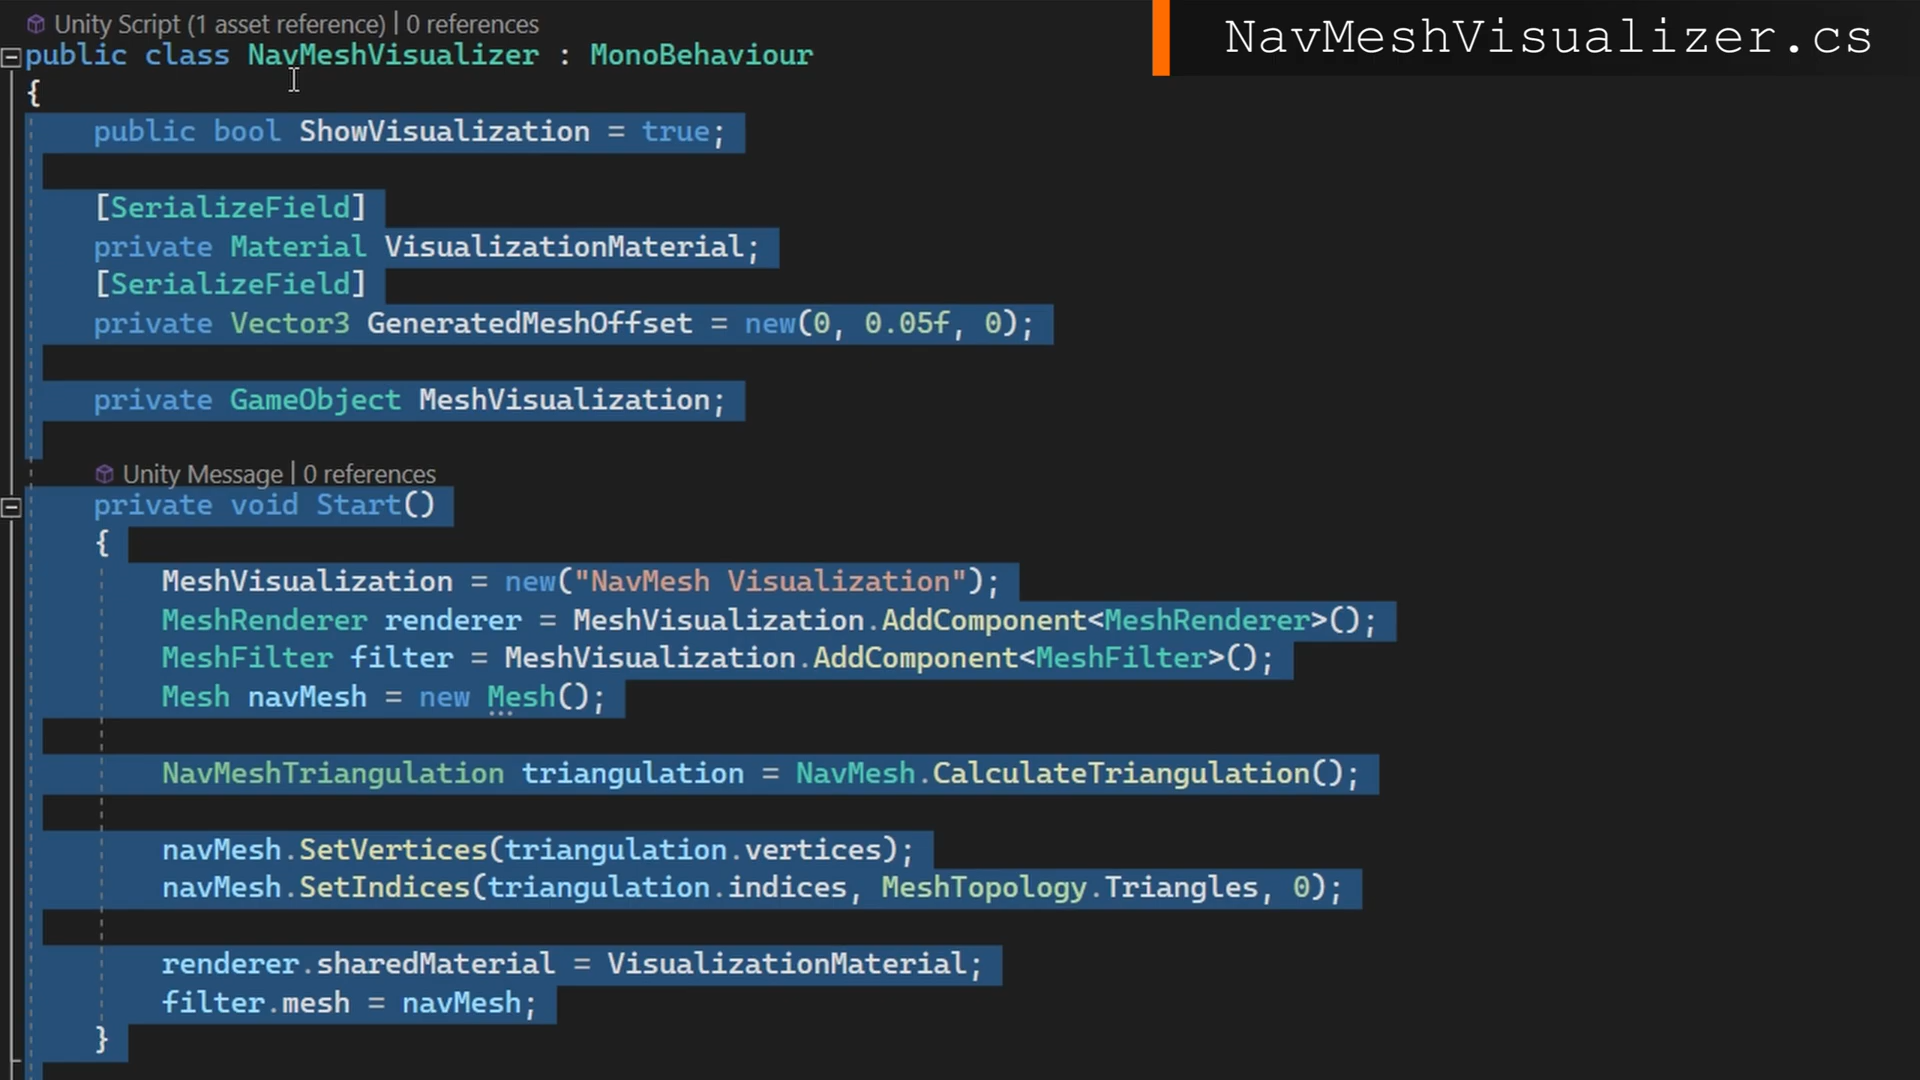 Unity Script (1 asset reference) | 0 references
NavMeshVisualizer.cs
public class NavMeshVisualizer : MonoBehaviour
{
public bool ShowVisualization = true;
[SerializeField]
private Material VisualizationMaterial;
[SerializeField]
private Vector3 GeneratedMeshOffset = new(0, 0.05f, 0);
private GameObject MeshVisualization;
Unity Message | 0 references
private void Start()
{
MeshVisualization = new("NavMesh Visualization");
MeshRenderer renderer = MeshVisualization.AddComponent<MeshRenderer>();
MeshFilter filter = MeshVisualization.AddComponent<MeshFilter>();
Mesh navMesh = new Mesh();
NavMeshTriangulation triangulation = NavMesh.CalculateTriangulation();
navMesh.SetVertices(triangulation.vertices);
navMesh.SetIndices(triangulation.indices, MeshTopology.Triangles, 0);
renderer.sharedMaterial = VisualizationMaterial;
filter.mesh = navMesh;
}